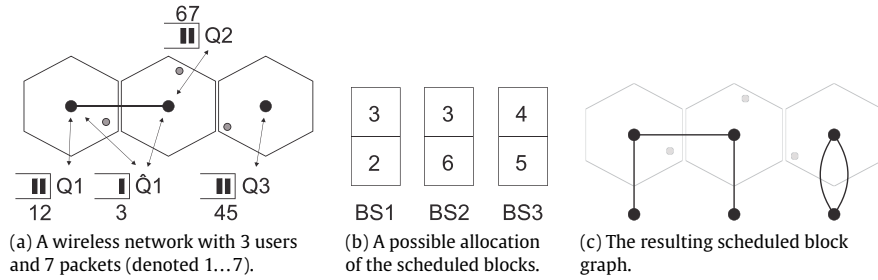 67
Q2
Q1 Q̂1 Q3
12 3 45
(a) A wireless network with 3 users
and 7 packets (denoted 1…7).
3 3 4
2 6 5
BS1 BS2 BS3
(b) A possible allocation
of the scheduled blocks.
(c) The resulting scheduled block
graph.